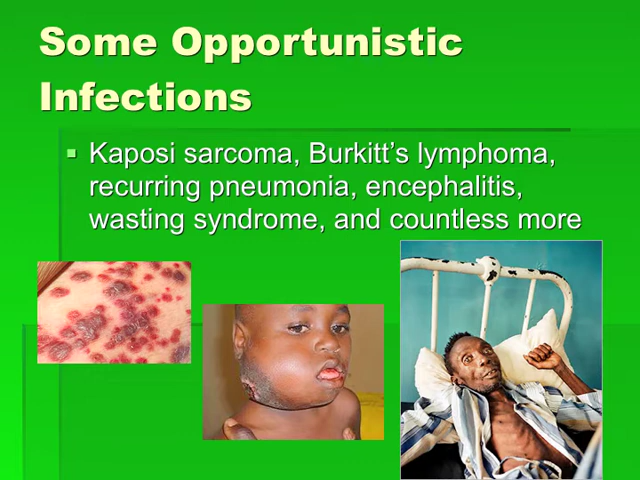 Some Opportunistic
Infections
Kaposi sarcoma, Burkitt’s lymphoma,
recurring pneumonia, encephalitis,
wasting syndrome, and countless more